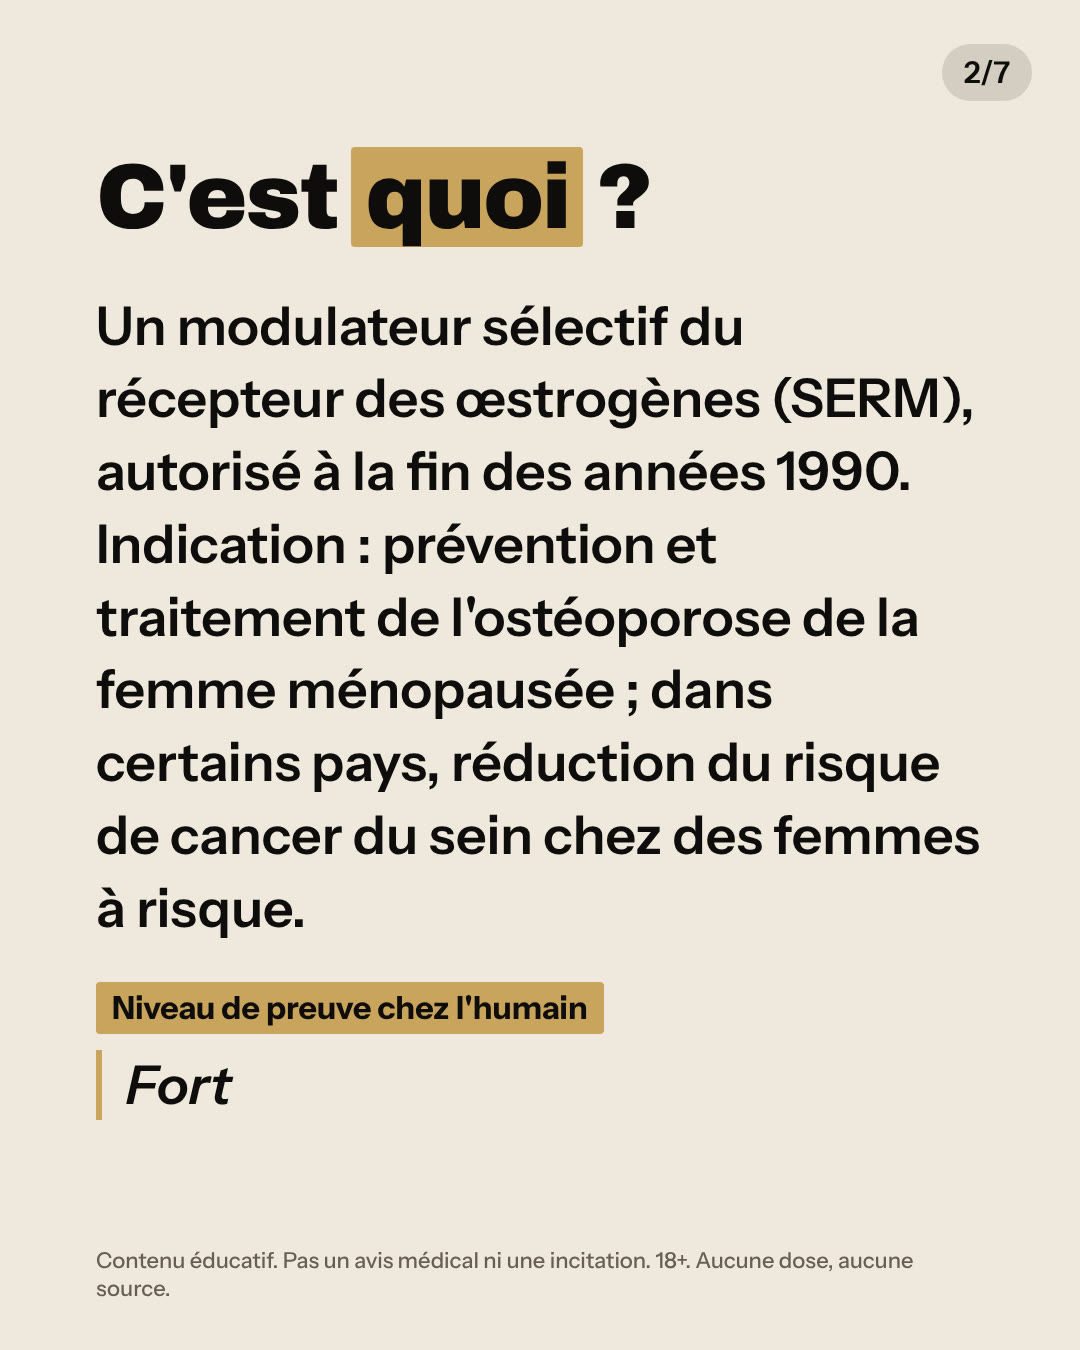 2/7
C'est quoi ?
Un modulateur sélectif du
récepteur des œstrogènes (SERM),
autorisé à la fin des années 1990.
Indication : prévention et
traitement de l'ostéoporose de la
femme ménopausée ; dans
certains pays, réduction du risque
de cancer du sein chez des femmes
à risque.
Niveau de preuve chez l'humain
Fort
Contenu éducatif. Pas un avis médical ni une incitation. 18+. Aucune dose, aucune
source.